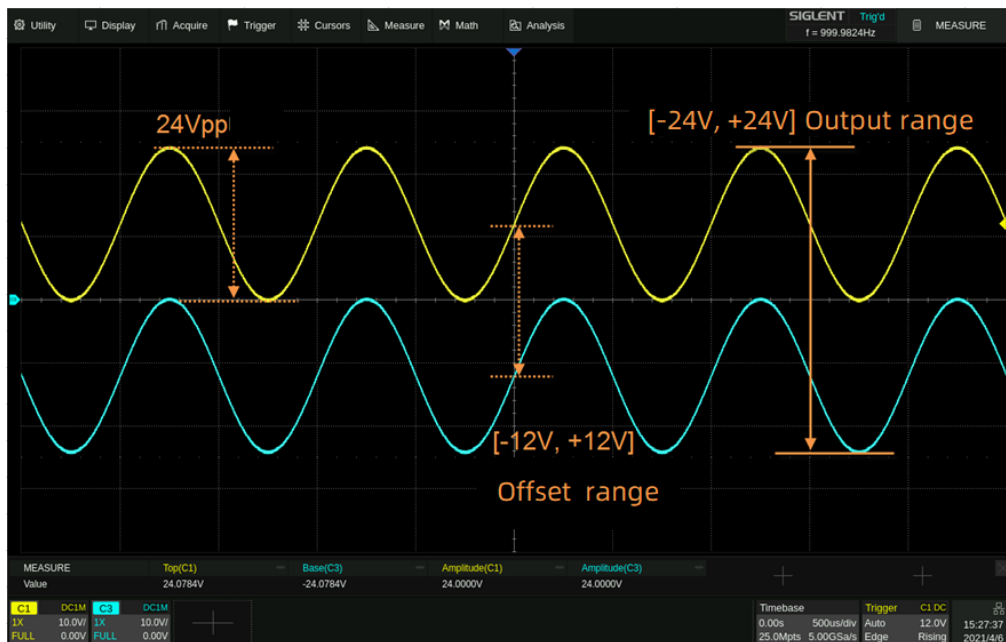 Utility Display Acquire Trigger Cursors Measure Math Analysis SIGLENT Trig'd MEASURE
f = 999.9824Hz
24Vpp
[-24V, +24V] Output range
[-12V, +12V]
Offset range
MEASURE Top(C1) Base(C3) Amplitude(C1) Amplitude(C3)
Value 24.0784V -24.0784V 24.0000V 24.0000V
C1 DC1M C3 DC1M Timebase Trigger C1 DC
1X 10.0V/ 1X 10.0V/ 0.00s 500us/div Auto 12.0V 15:27:37
FULL 0.00V FULL 0.00V 25.0Mpts 5.00GSa/s Edge Rising 2021/4/6